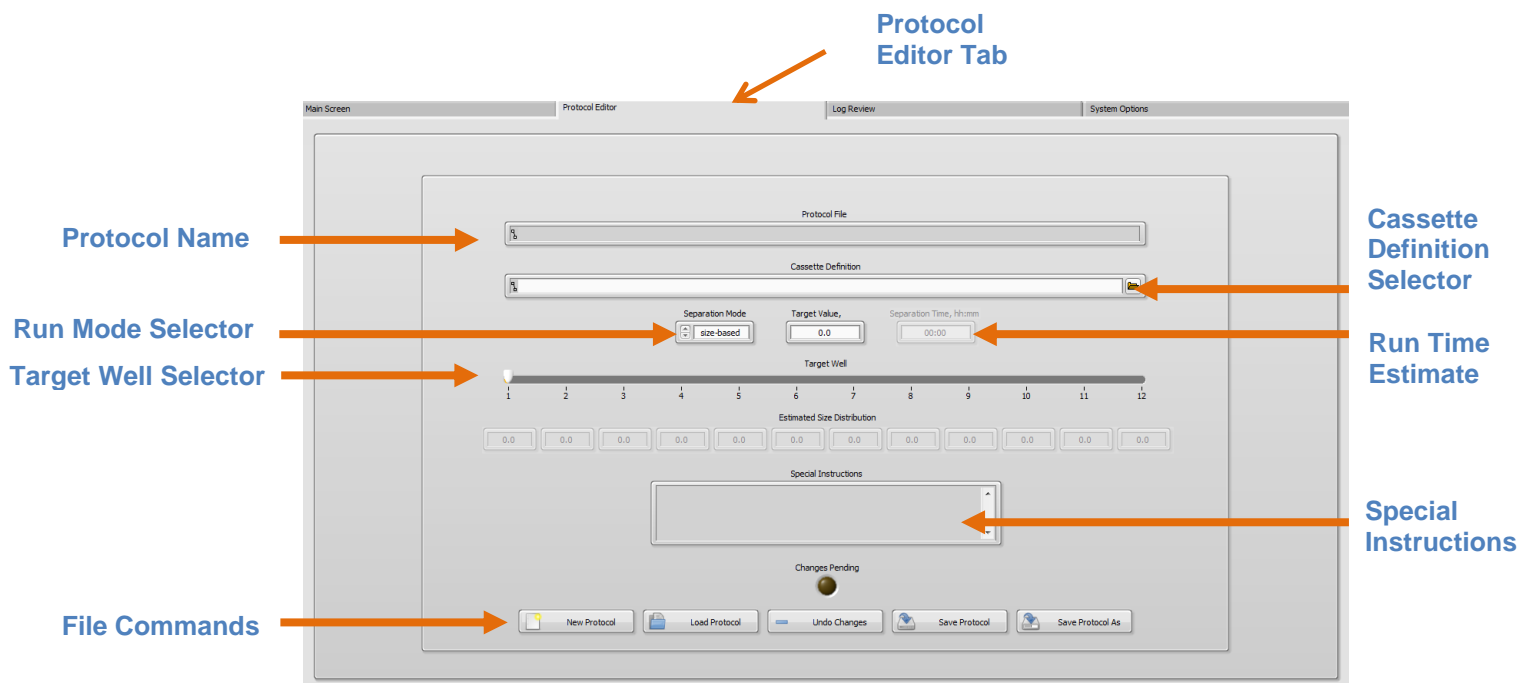 Protocol
Editor Tab
Main Screen
Protocol Editor
Log Review
System Options
Protocol File
Protocol Name
Cassette Definition
Cassette
Definition
Selector
Separation Mode
Target Value,
Separation Time, hh:mm
Run Mode Selector
size-based
0.0
00:00
Run Time
Estimate
Target Well
Target Well Selector
1 2 3 4 5 6 7 8 9 10 11 12
Estimated Size Distribution
0.0 0.0 0.0 0.0 0.0 0.0 0.0 0.0 0.0 0.0 0.0 0.0
Special Instructions
Special
Instructions
Changes Pending
File Commands
New Protocol
Load Protocol
Undo Changes
Save Protocol
Save Protocol As